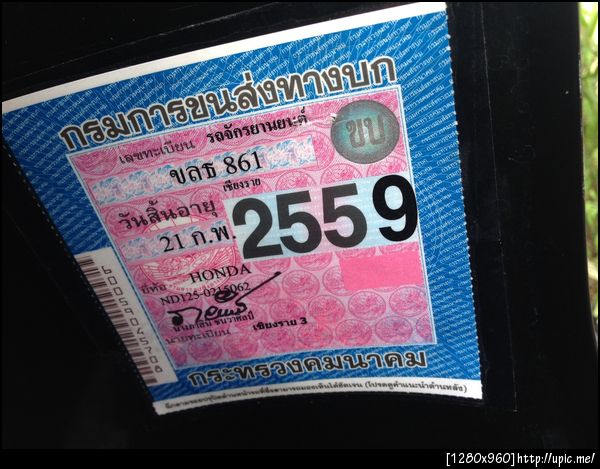 กรมการขนส่งทางบก
เลขทะเบียน รถจักรยานยนต์
ขบ
ขลธ 861
เชียงราย
วันสิ้นอายุ
21 ก.พ. 2559
ยี่ห้อ HONDA
ND125-0215062
นายทะเบียน เชียงราย 3
กระทรวงคมนาคม
[1280x960]http://upic.me/